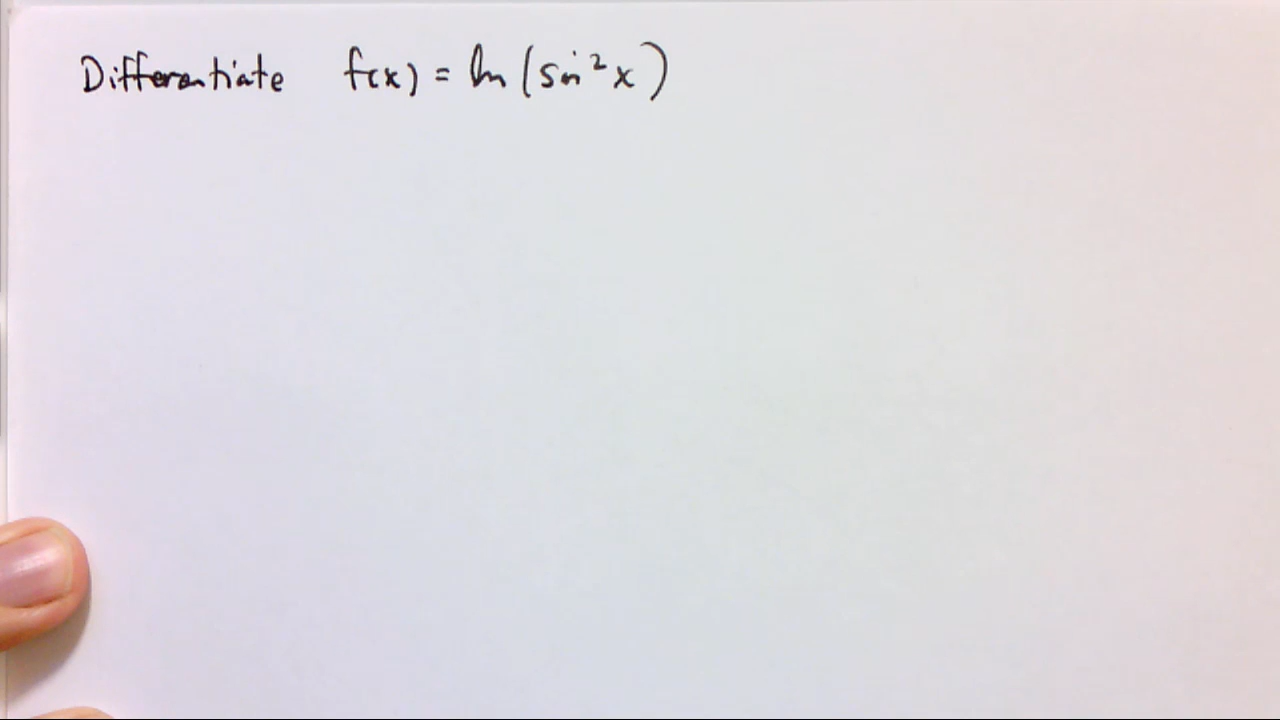 Differentiate f(x) = ln (sin²x)